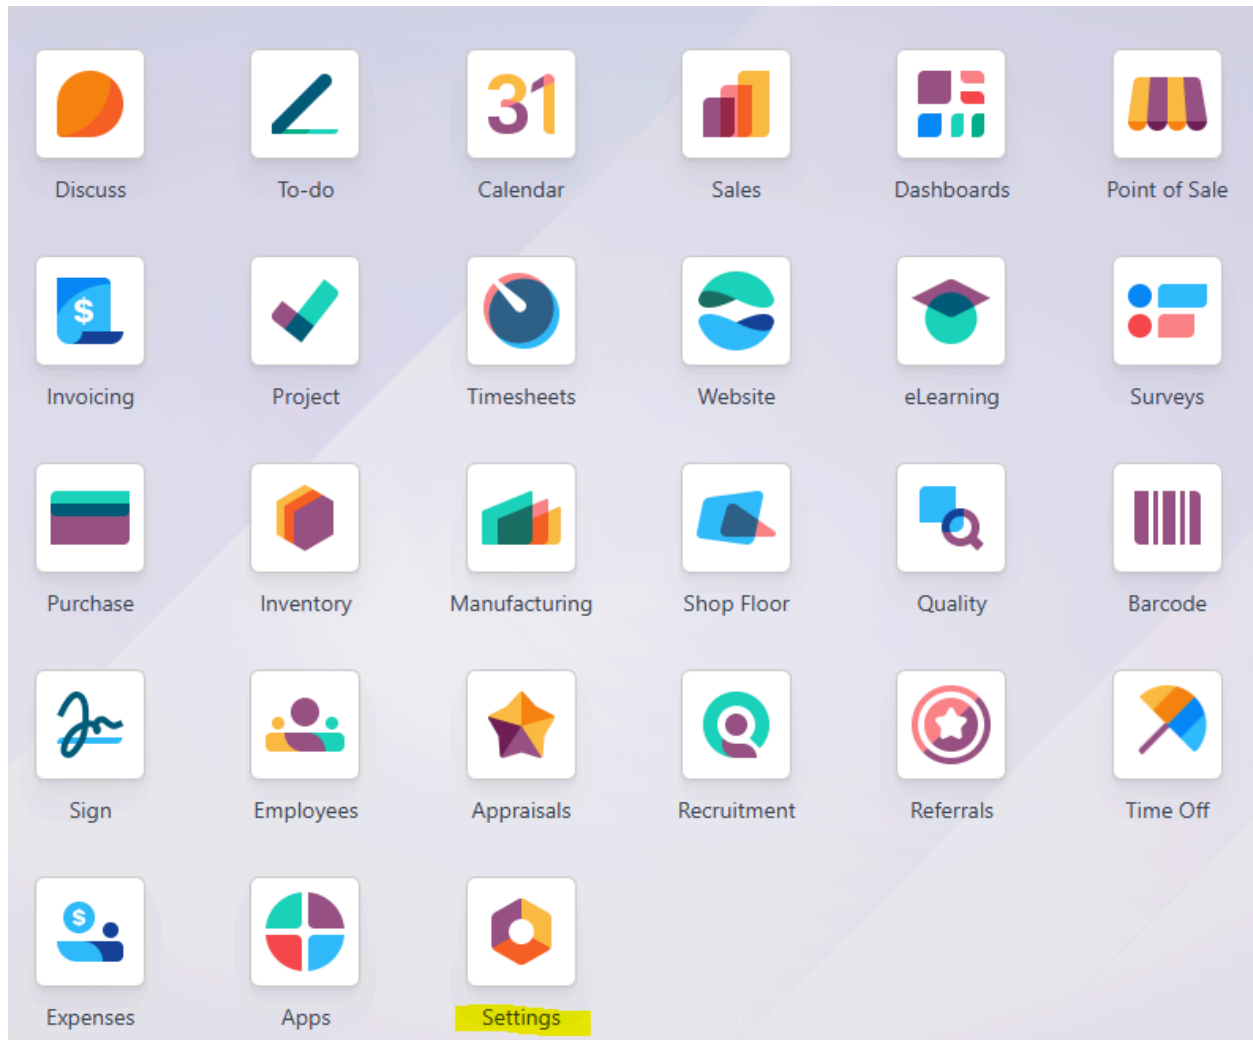 31
Discuss
To-do
Calendar
Sales
Dashboards
Point of Sale
$
Invoicing
Project
Timesheets
Website
eLearning
Surveys
Purchase
Inventory
Manufacturing
Shop Floor
Quality
Barcode
Sign
Employees
Appraisals
Recruitment
Referrals
Time Off
$
Expenses
Apps
Settings